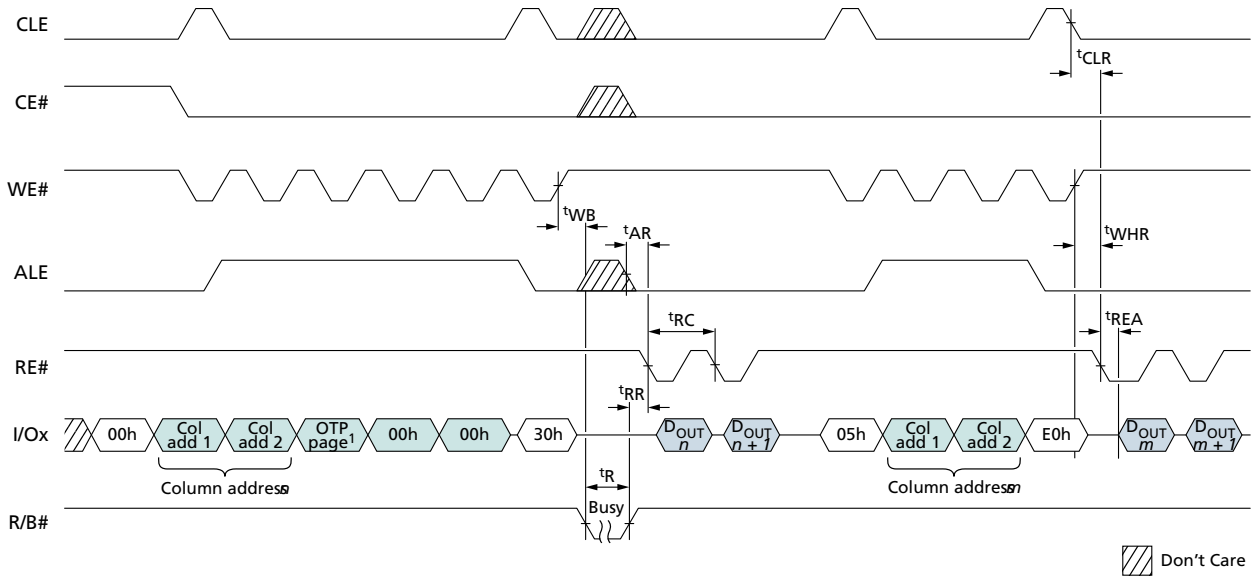 CLE
tCLR
CE#
WE#
tWB
tAR
tWHR
ALE
tRC
tREA
RE#
tRR
I/Ox
00h
Col add 1
Col add 2
OTP page1
00h
00h
30h
DOUT n
DOUT n + 1
05h
Col add 1
Col add 2
E0h
DOUT m
DOUT m + 1
Column address n
tR
Column address m
R/B#
Busy
Don't Care